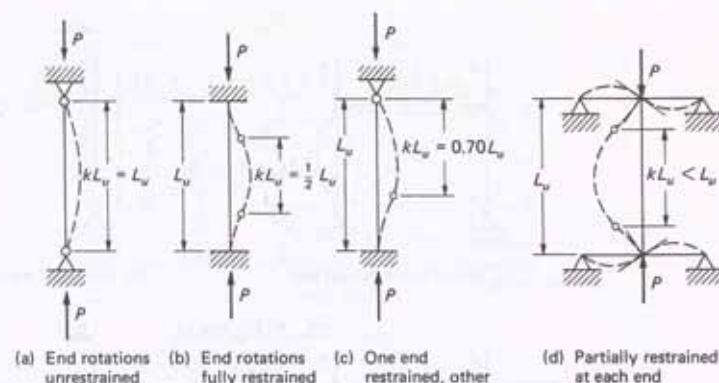 P P P P
kLu = Lu
Lu
kLu = 1/2 Lu
Lu
kLu = 0.70Lu
Lu
kLu < Lu
P P P P
(a) End rotations unrestrained
(b) End rotations fully restrained
(c) One end restrained, other
(d) Partially restrained at each end